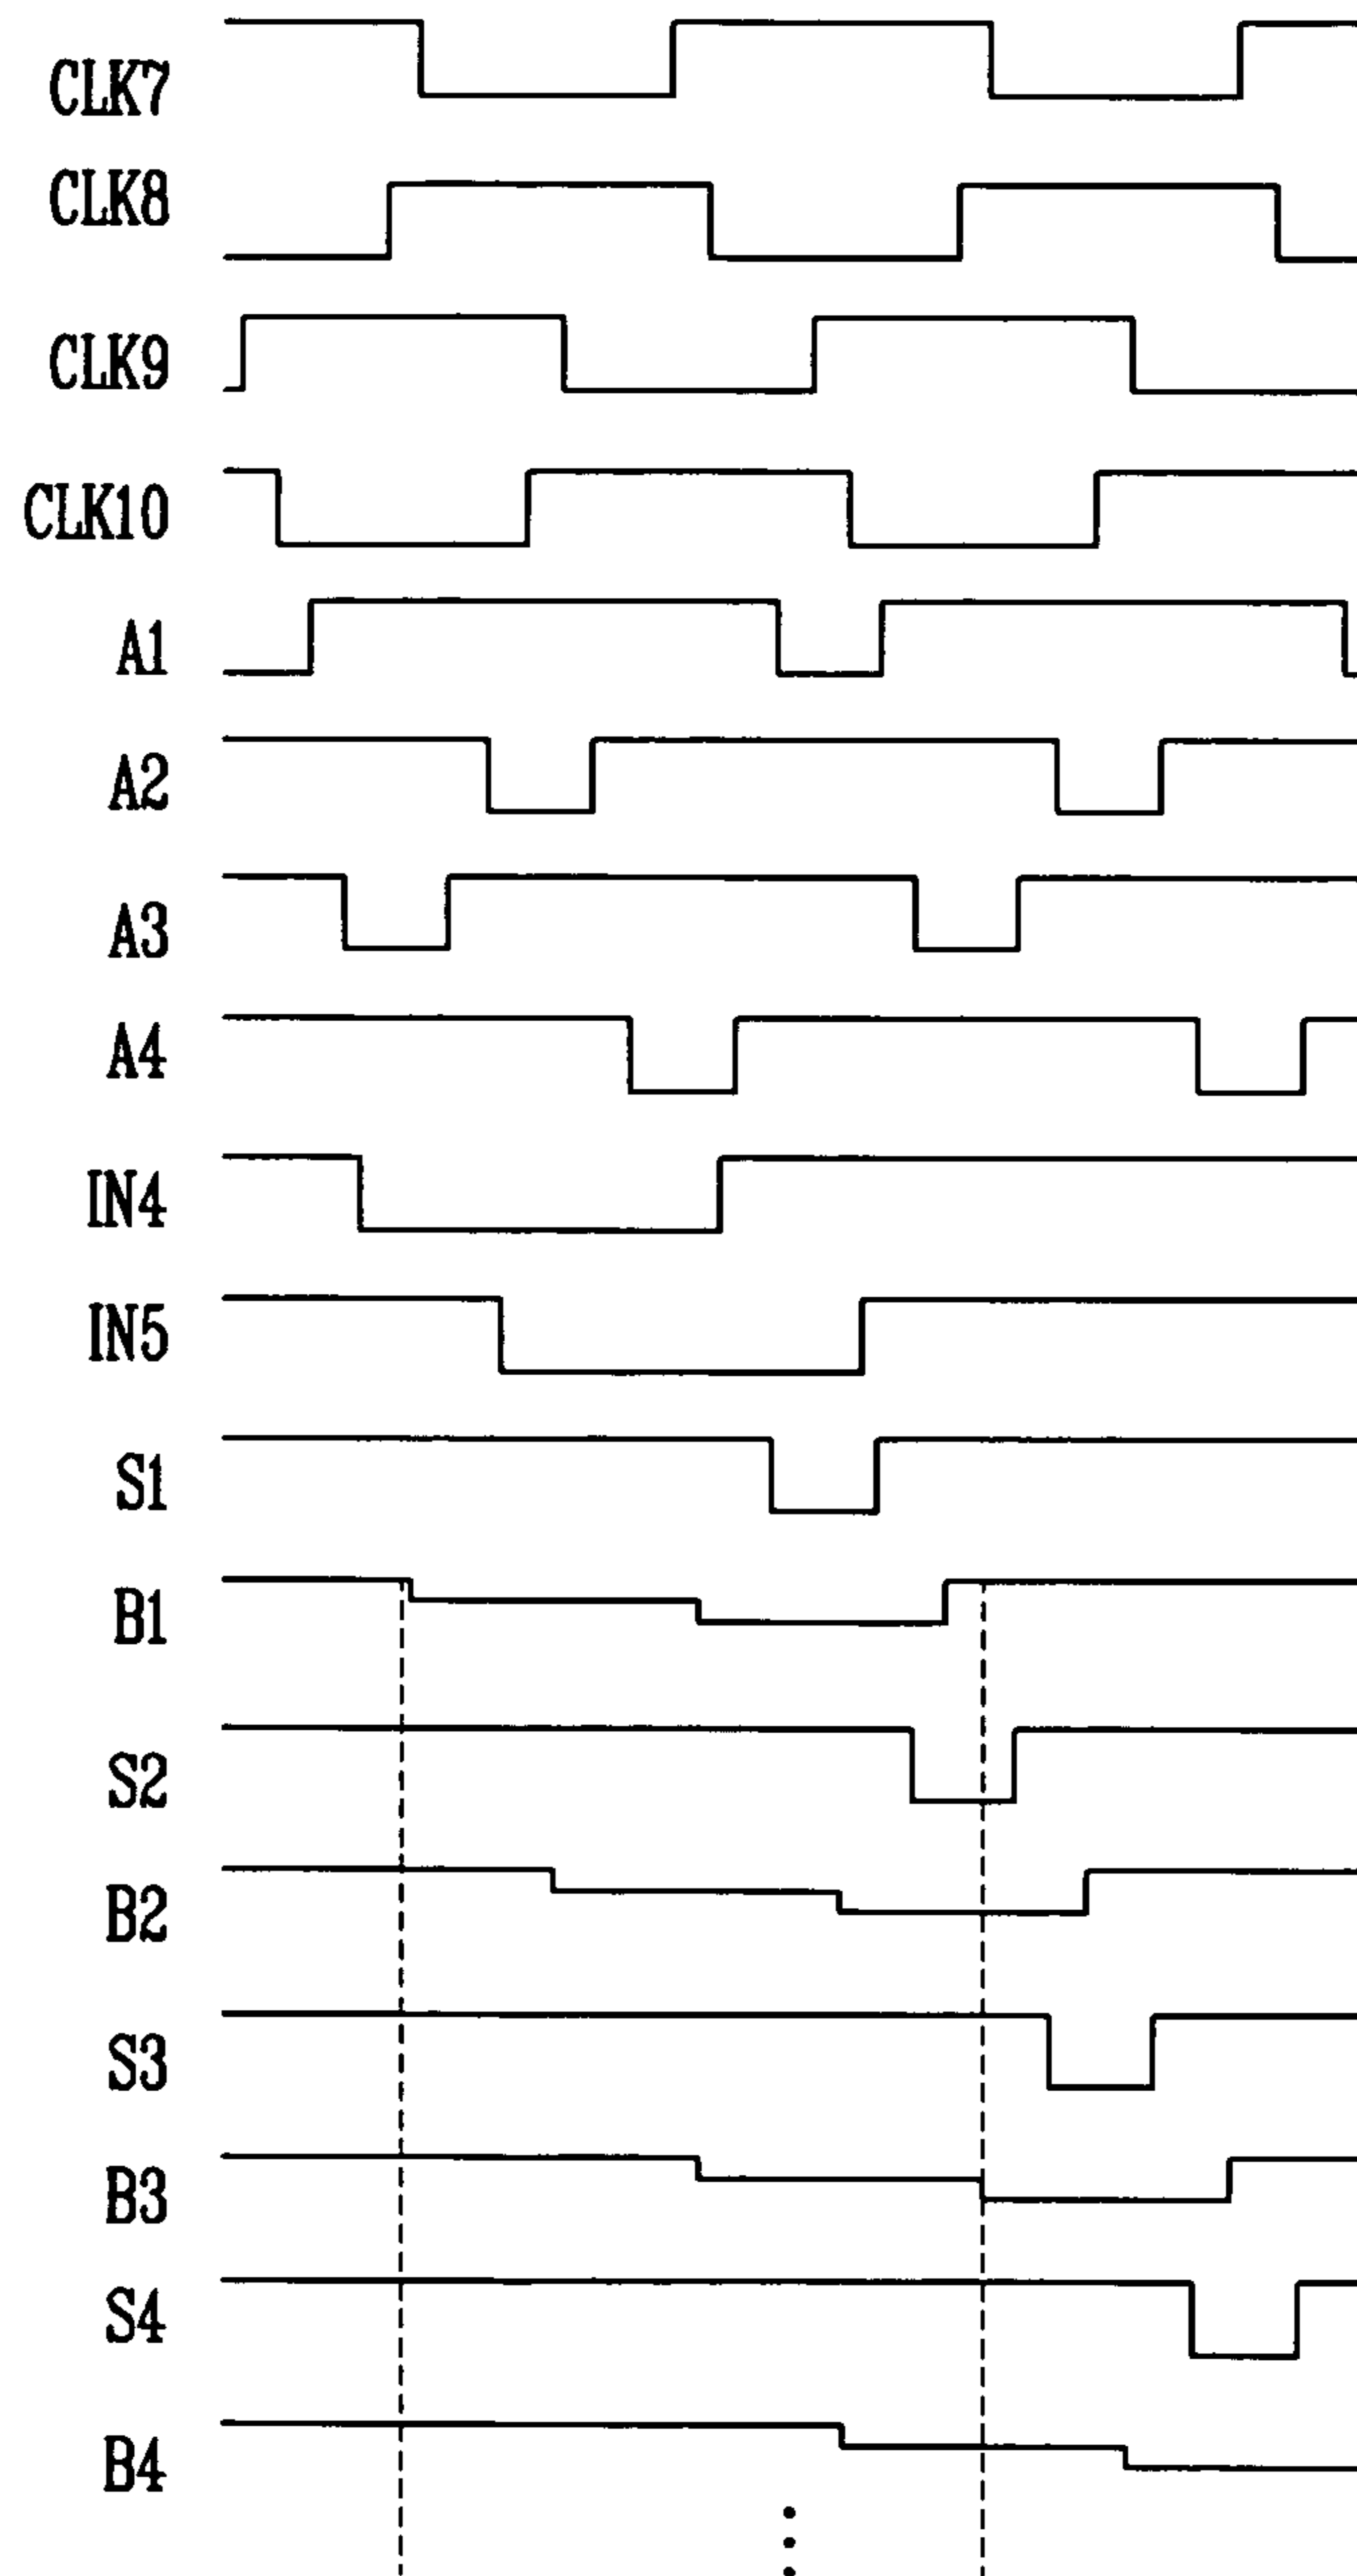 CLK7
CLK8
CLK9
CLK10
A1
A2
A3
A4
IN4
IN5
S1
B1
S2
B2
S3
B3
S4
B4